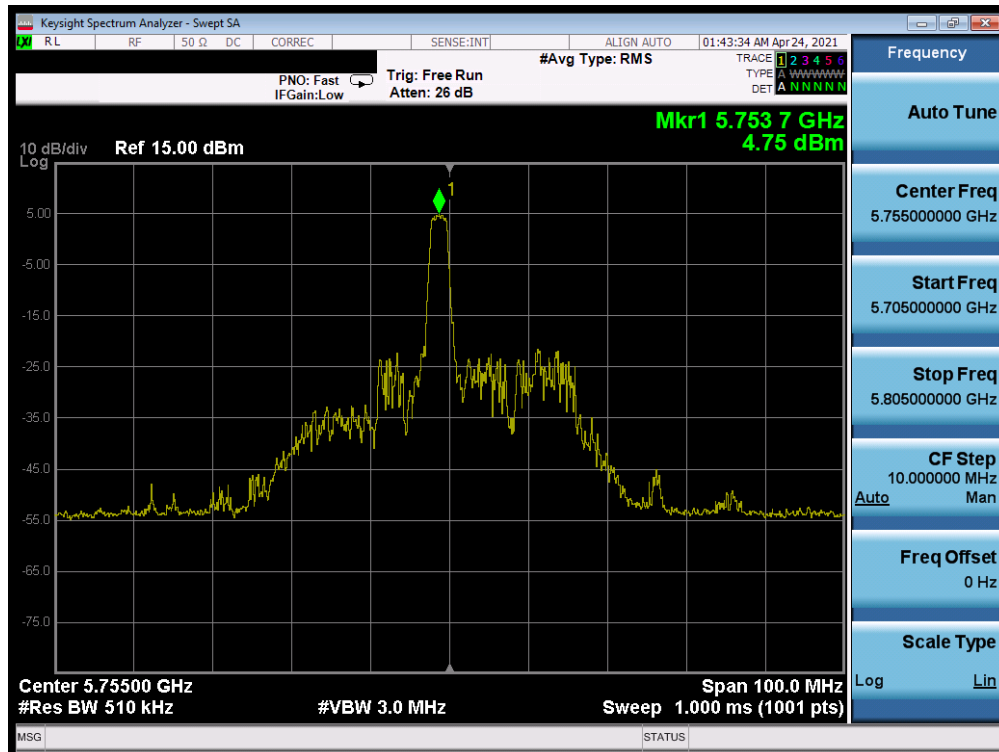 Keysight Spectrum Analyzer - Swept SA
LXI RL RF 50 Ω DC CORREC SENSE:INT ALIGN AUTO 01:43:34 AM Apr 24, 2021
Frequency
#Avg Type: RMS
TRACE 1 2 3 4 5 6
PNO: Fast Trig: Free Run
TYPE A WWWWW
IFGain:Low Atten: 26 dB
DET A N N N N N
Auto Tune
Mkr1 5.753 7 GHz
4.75 dBm
10 dB/div Ref 15.00 dBm
Log
1
5.00
-5.00
-15.0
-25.0
-35.0
-45.0
-55.0
-65.0
-75.0
Center 5.75500 GHz Span 100.0 MHz
#Res BW 510 kHz #VBW 3.0 MHz Sweep 1.000 ms (1001 pts)
Center Freq
5.755000000 GHz
Start Freq
5.705000000 GHz
Stop Freq
5.805000000 GHz
CF Step
10.000000 MHz
Auto Man
Freq Offset
0 Hz
Scale Type
Log Lin
MSG STATUS